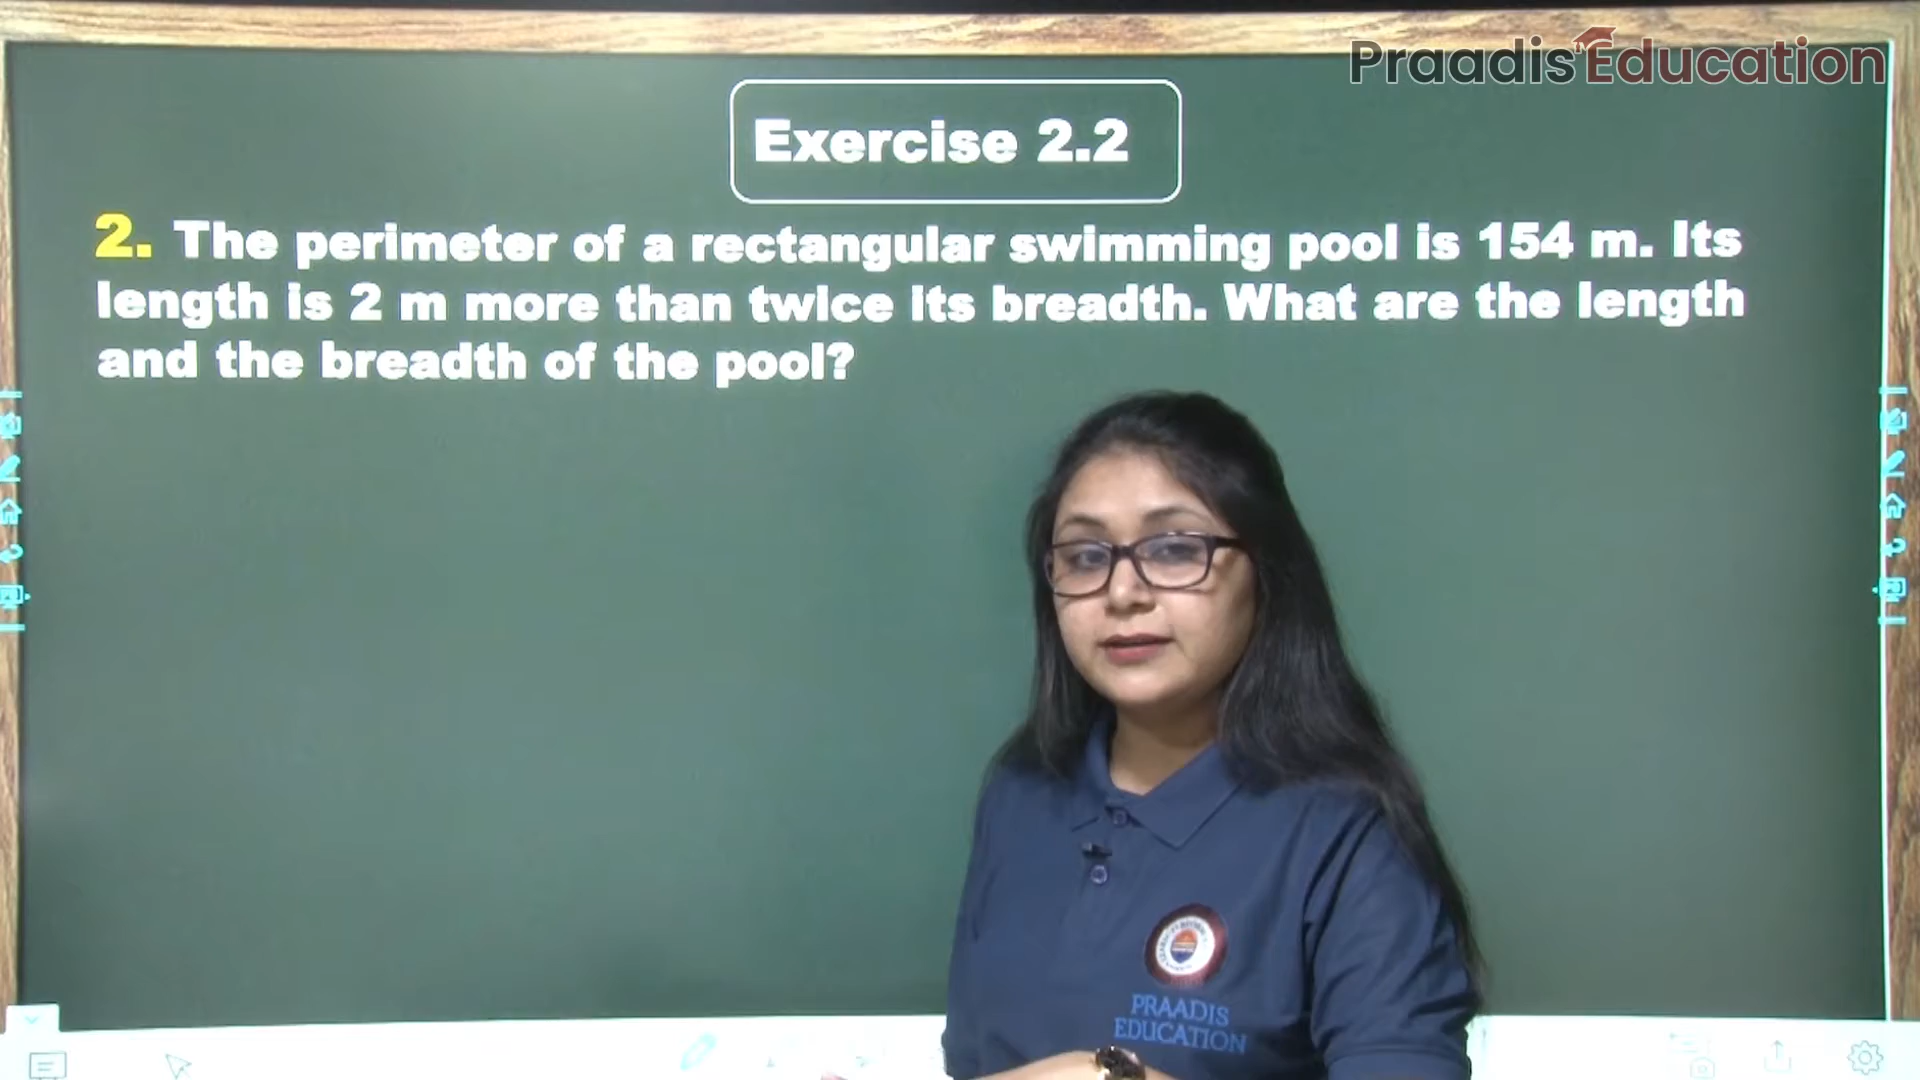 Praadis Education
Exercise 2.2
2. The perimeter of a rectangular swimming pool is 154 m. Its
length is 2 m more than twice its breadth. What are the length
and the breadth of the pool?
PRAADIS
EDUCATION